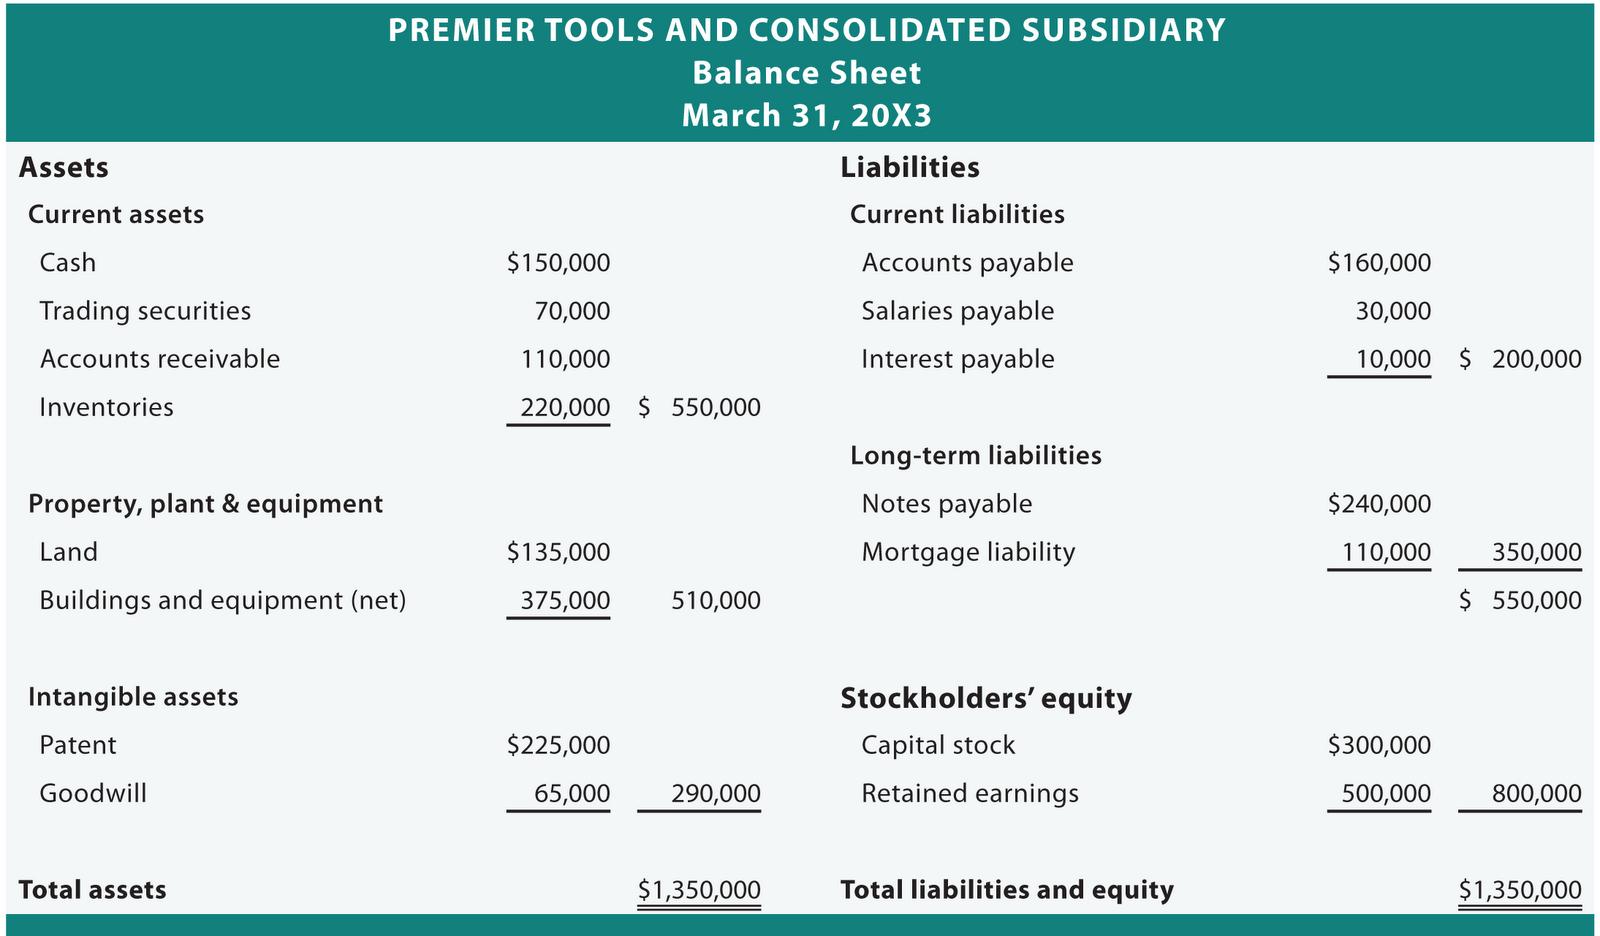 PREMIER TOOLS AND CONSOLIDATED SUBSIDIARY
Balance Sheet
March 31, 20X3
Assets
Current assets
Cash $150,000
Trading securities 70,000
Accounts receivable 110,000
Inventories 220,000 $ 550,000
Property, plant & equipment
Land $135,000
Buildings and equipment (net) 375,000 510,000
Intangible assets
Patent $225,000
Goodwill 65,000 290,000
Total assets $1,350,000
Liabilities
Current liabilities
Accounts payable $160,000
Salaries payable 30,000
Interest payable 10,000 $ 200,000
Long-term liabilities
Notes payable $240,000
Mortgage liability 110,000 350,000
$ 550,000
Stockholders’ equity
Capital stock $300,000
Retained earnings 500,000 800,000
Total liabilities and equity $1,350,000